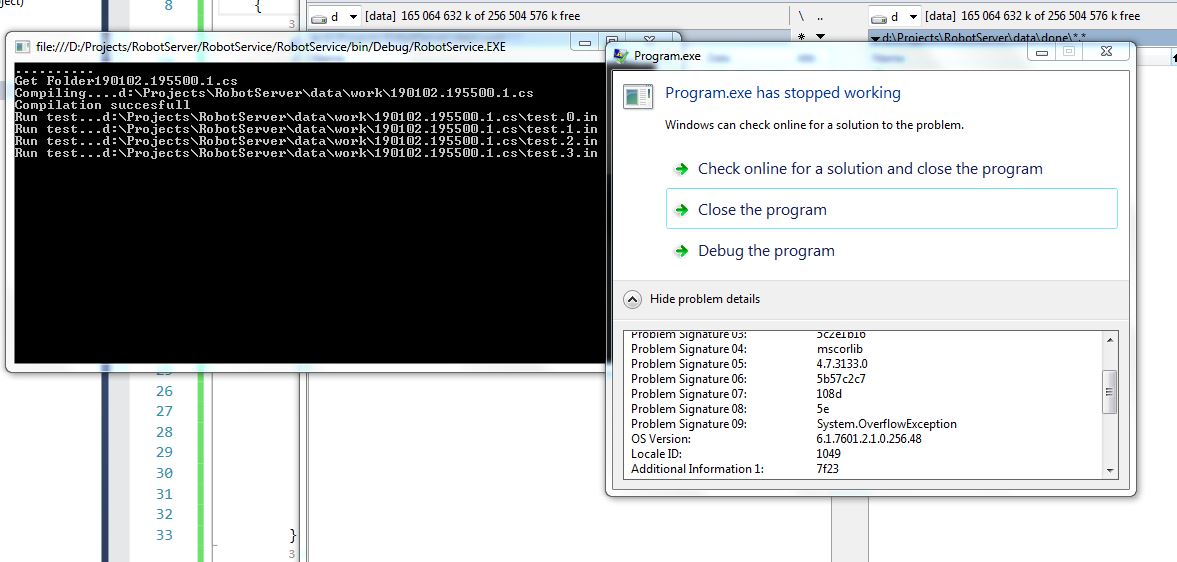 ject)
8
{
3
d
[data] 165 064 632 k of 256 504 576 k free
\ ..
d
[data] 165 064 632 k of 256 504 576 k free
* ▼
d:\Projects\RobotServer\data\done\*.*
file:///D:/Projects/RobotServer/RobotService/RobotService/bin/Debug/RobotService.EXE
..........
Get Folder190102.195500.1.cs
Compiling....d:\Projects\RobotServer\data\work\190102.195500.1.cs
Compilation succesfull
Run test...d:\Projects\RobotServer\data\work\190102.195500.1.cs\test.0.in
Run test...d:\Projects\RobotServer\data\work\190102.195500.1.cs\test.1.in
Run test...d:\Projects\RobotServer\data\work\190102.195500.1.cs\test.2.in
Run test...d:\Projects\RobotServer\data\work\190102.195500.1.cs\test.3.in
Program.exe
Program.exe has stopped working
Windows can check online for a solution to the problem.
Check online for a solution and close the program
Close the program
Debug the program
Hide problem details
Problem Signature 03: 5c2e1b16
Problem Signature 04: mscorlib
Problem Signature 05: 4.7.3133.0
Problem Signature 06: 5b57c2c7
Problem Signature 07: 108d
Problem Signature 08: 5e
Problem Signature 09: System.OverflowException
OS Version: 6.1.7601.2.1.0.256.48
Locale ID: 1049
Additional Information 1: 7f23
26
27
28
29
30
31
32
33
}
3